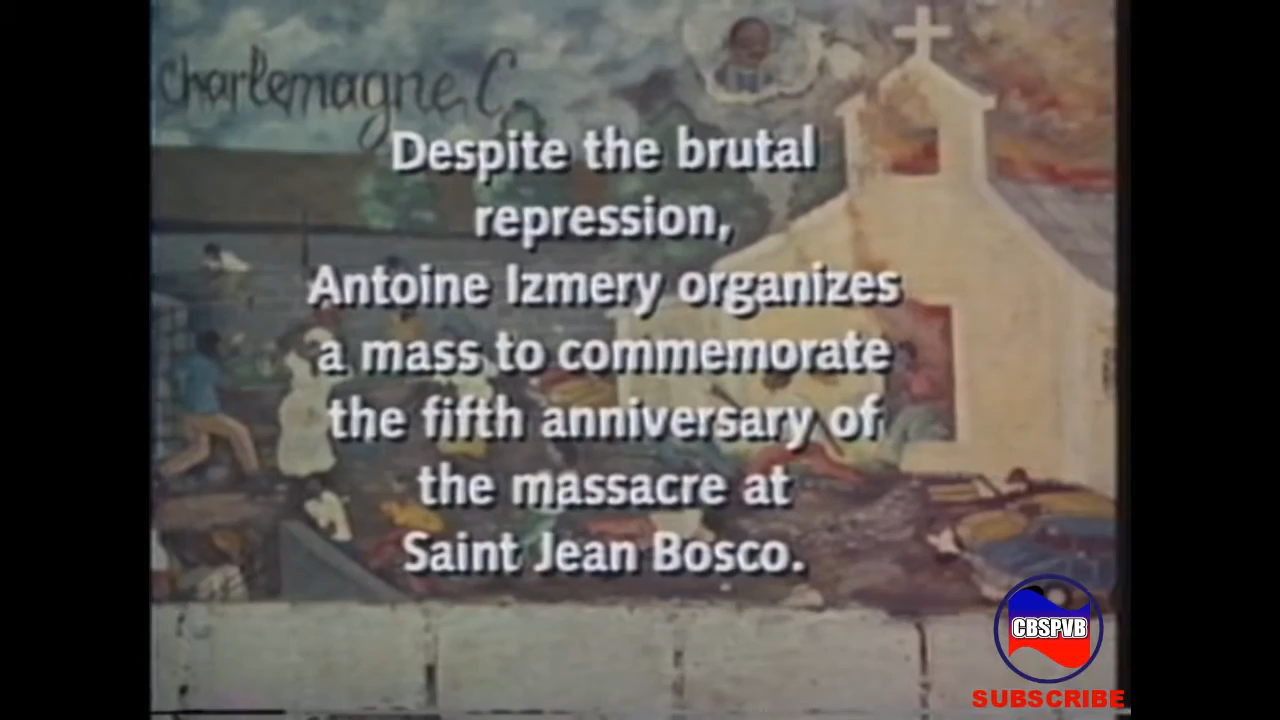 Charlemagne C.
Despite the brutal
repression,
Antoine Izmery organizes
a mass to commemorate
the fifth anniversary of
the massacre at
Saint Jean Bosco.
CBSPVB
SUBSCRIBE